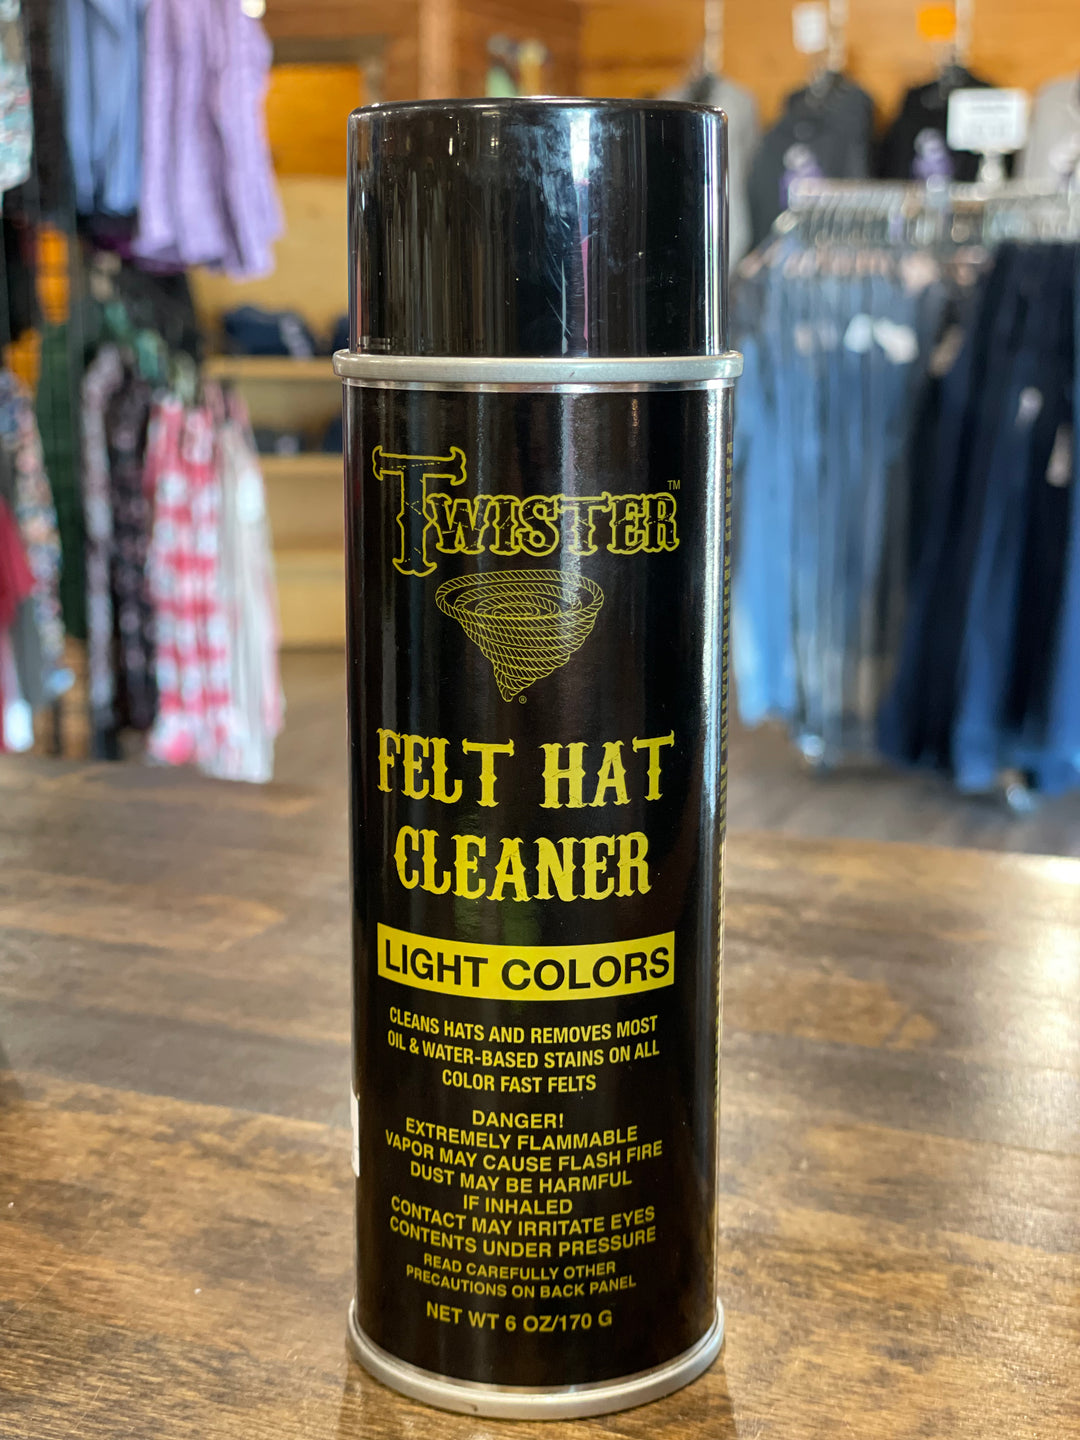 TWISTER™
®
FELT HAT
CLEANER
LIGHT COLORS
CLEANS HATS AND REMOVES MOST
OIL & WATER-BASED STAINS ON ALL
COLOR FAST FELTS
DANGER!
EXTREMELY FLAMMABLE
VAPOR MAY CAUSE FLASH FIRE
DUST MAY BE HARMFUL
IF INHALED
CONTACT MAY IRRITATE EYES
CONTENTS UNDER PRESSURE
READ CAREFULLY OTHER
PRECAUTIONS ON BACK PANEL
NET WT 6 OZ/170 G